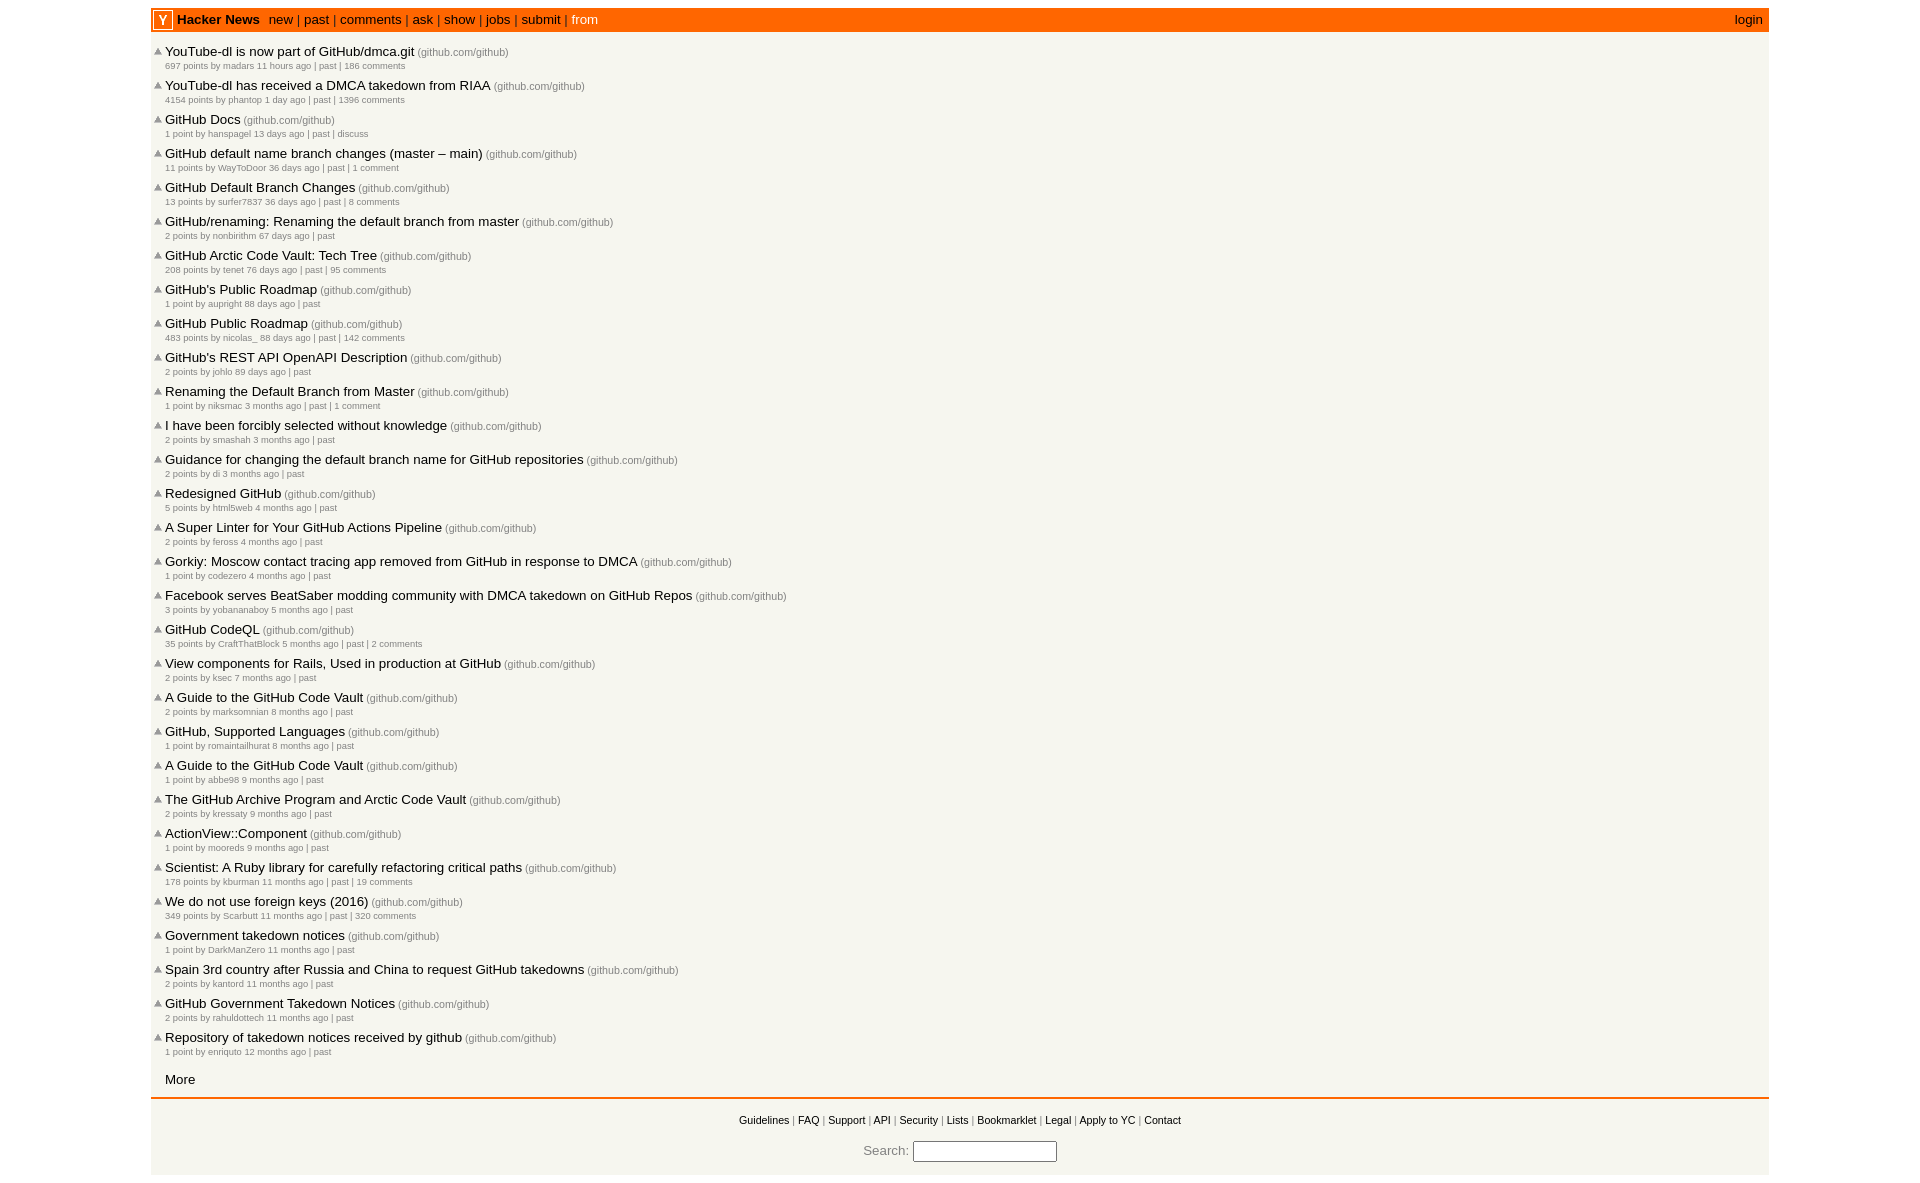 Y Hacker News new | past | comments | ask | show | jobs | submit | from login
YouTube-dl is now part of GitHub/dmca.git (github.com/github)
697 points by madars 11 hours ago | past | 186 comments
YouTube-dl has received a DMCA takedown from RIAA (github.com/github)
4154 points by phantop 1 day ago | past | 1396 comments
GitHub Docs (github.com/github)
1 point by hanspagel 13 days ago | past | discuss
GitHub default name branch changes (master – main) (github.com/github)
11 points by WayToDoor 36 days ago | past | 1 comment
GitHub Default Branch Changes (github.com/github)
13 points by surfer7837 36 days ago | past | 8 comments
GitHub/renaming: Renaming the default branch from master (github.com/github)
2 points by nonbirithm 67 days ago | past
GitHub Arctic Code Vault: Tech Tree (github.com/github)
208 points by tenet 76 days ago | past | 95 comments
GitHub's Public Roadmap (github.com/github)
1 point by aupright 88 days ago | past
GitHub Public Roadmap (github.com/github)
483 points by nicolas_ 88 days ago | past | 142 comments
GitHub's REST API OpenAPI Description (github.com/github)
2 points by johlo 89 days ago | past
Renaming the Default Branch from Master (github.com/github)
1 point by niksmac 3 months ago | past | 1 comment
I have been forcibly selected without knowledge (github.com/github)
2 points by smashah 3 months ago | past
Guidance for changing the default branch name for GitHub repositories (github.com/github)
2 points by di 3 months ago | past
Redesigned GitHub (github.com/github)
5 points by html5web 4 months ago | past
A Super Linter for Your GitHub Actions Pipeline (github.com/github)
2 points by feross 4 months ago | past
Gorkiy: Moscow contact tracing app removed from GitHub in response to DMCA (github.com/github)
1 point by codezero 4 months ago | past
Facebook serves BeatSaber modding community with DMCA takedown on GitHub Repos (github.com/github)
3 points by yobananaboy 5 months ago | past
GitHub CodeQL (github.com/github)
35 points by CraftThatBlock 5 months ago | past | 2 comments
View components for Rails, Used in production at GitHub (github.com/github)
2 points by ksec 7 months ago | past
A Guide to the GitHub Code Vault (github.com/github)
2 points by marksomnian 8 months ago | past
GitHub, Supported Languages (github.com/github)
1 point by romaintailhurat 8 months ago | past
A Guide to the GitHub Code Vault (github.com/github)
1 point by abbe98 9 months ago | past
The GitHub Archive Program and Arctic Code Vault (github.com/github)
2 points by kressaty 9 months ago | past
ActionView::Component (github.com/github)
1 point by mooreds 9 months ago | past
Scientist: A Ruby library for carefully refactoring critical paths (github.com/github)
178 points by kburman 11 months ago | past | 19 comments
We do not use foreign keys (2016) (github.com/github)
349 points by Scarbutt 11 months ago | past | 320 comments
Government takedown notices (github.com/github)
1 point by DarkManZero 11 months ago | past
Spain 3rd country after Russia and China to request GitHub takedowns (github.com/github)
2 points by kantord 11 months ago | past
GitHub Government Takedown Notices (github.com/github)
2 points by rahuldottech 11 months ago | past
Repository of takedown notices received by github (github.com/github)
1 point by enriquto 12 months ago | past
More
Guidelines | FAQ | Support | API | Security | Lists | Bookmarklet | Legal | Apply to YC | Contact
Search: